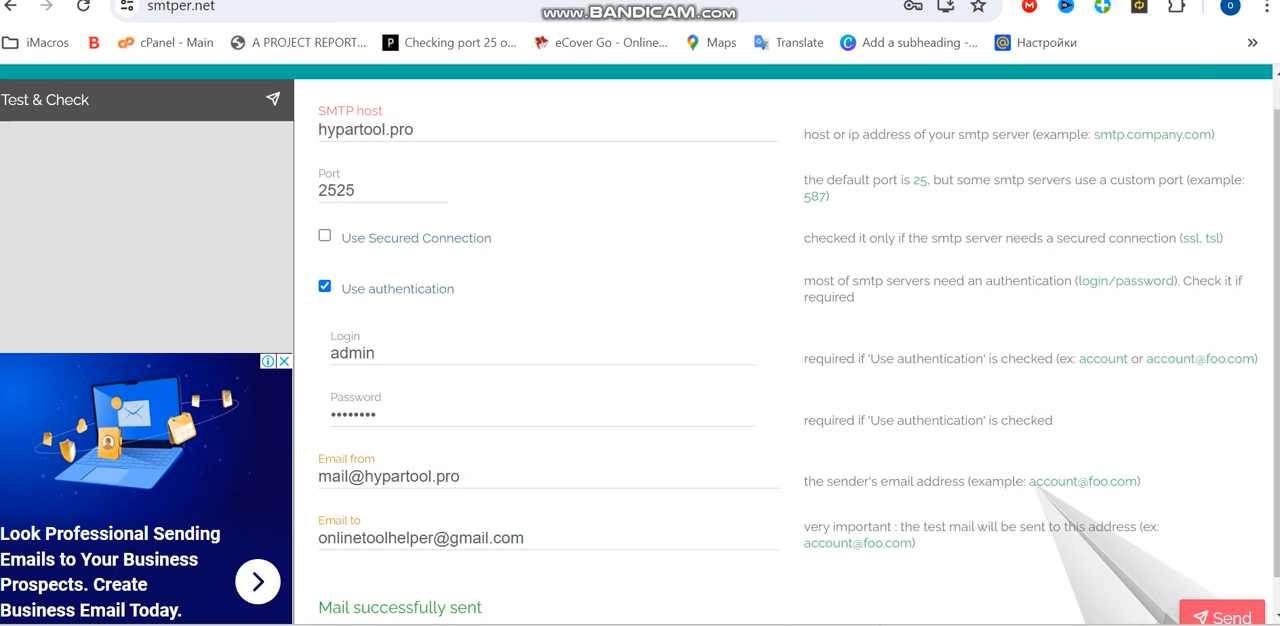 smtper.net
www.BANDICAM.com
M
o
iMacros
B
cP cPanel - Main
A PROJECT REPORT...
P Checking port 25 o...
eCover Go - Online...
Maps
Translate
Add a subheading -...
Настройки
Test & Check
SMTP host
hypartool.pro
host or ip address of your smtp server (example: smtp.company.com)
Port
2525
the default port is 25, but some smtp servers use a custom port (example:
587)
Use Secured Connection
checked it only if the smtp server needs a secured connection (ssl, tsl)
Use authentication
most of smtp servers need an authentication (login/password). Check it if
required
Login
admin
required if 'Use authentication' is checked (ex: account or account@foo.com)
Password
••••••••
required if 'Use authentication' is checked
Email from
mail@hypartool.pro
the sender's email address (example: account@foo.com)
Email to
onlinetoolhelper@gmail.com
very important : the test mail will be sent to this address (ex:
account@foo.com)
Mail successfully sent
Send
Look Professional Sending
Emails to Your Business
Prospects. Create
Business Email Today.